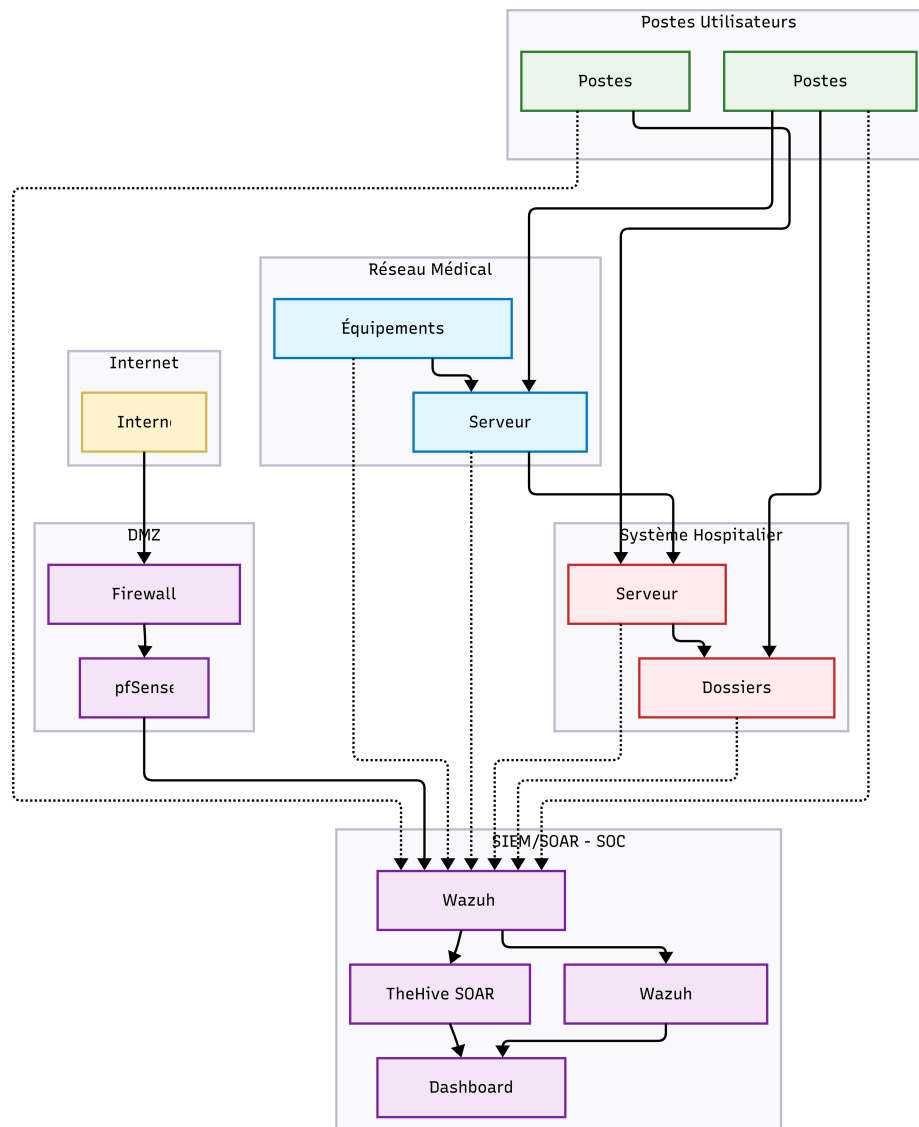 Postes Utilisateurs
Postes
Postes
Réseau Médical
Équipements
Serveur
Internet
Intern
DMZ
Firewall
pfSense
Système Hospitalier
Serveur
Dossiers
SIEM/SOAR - SOC
Wazuh
TheHive SOAR
Wazuh
Dashboard